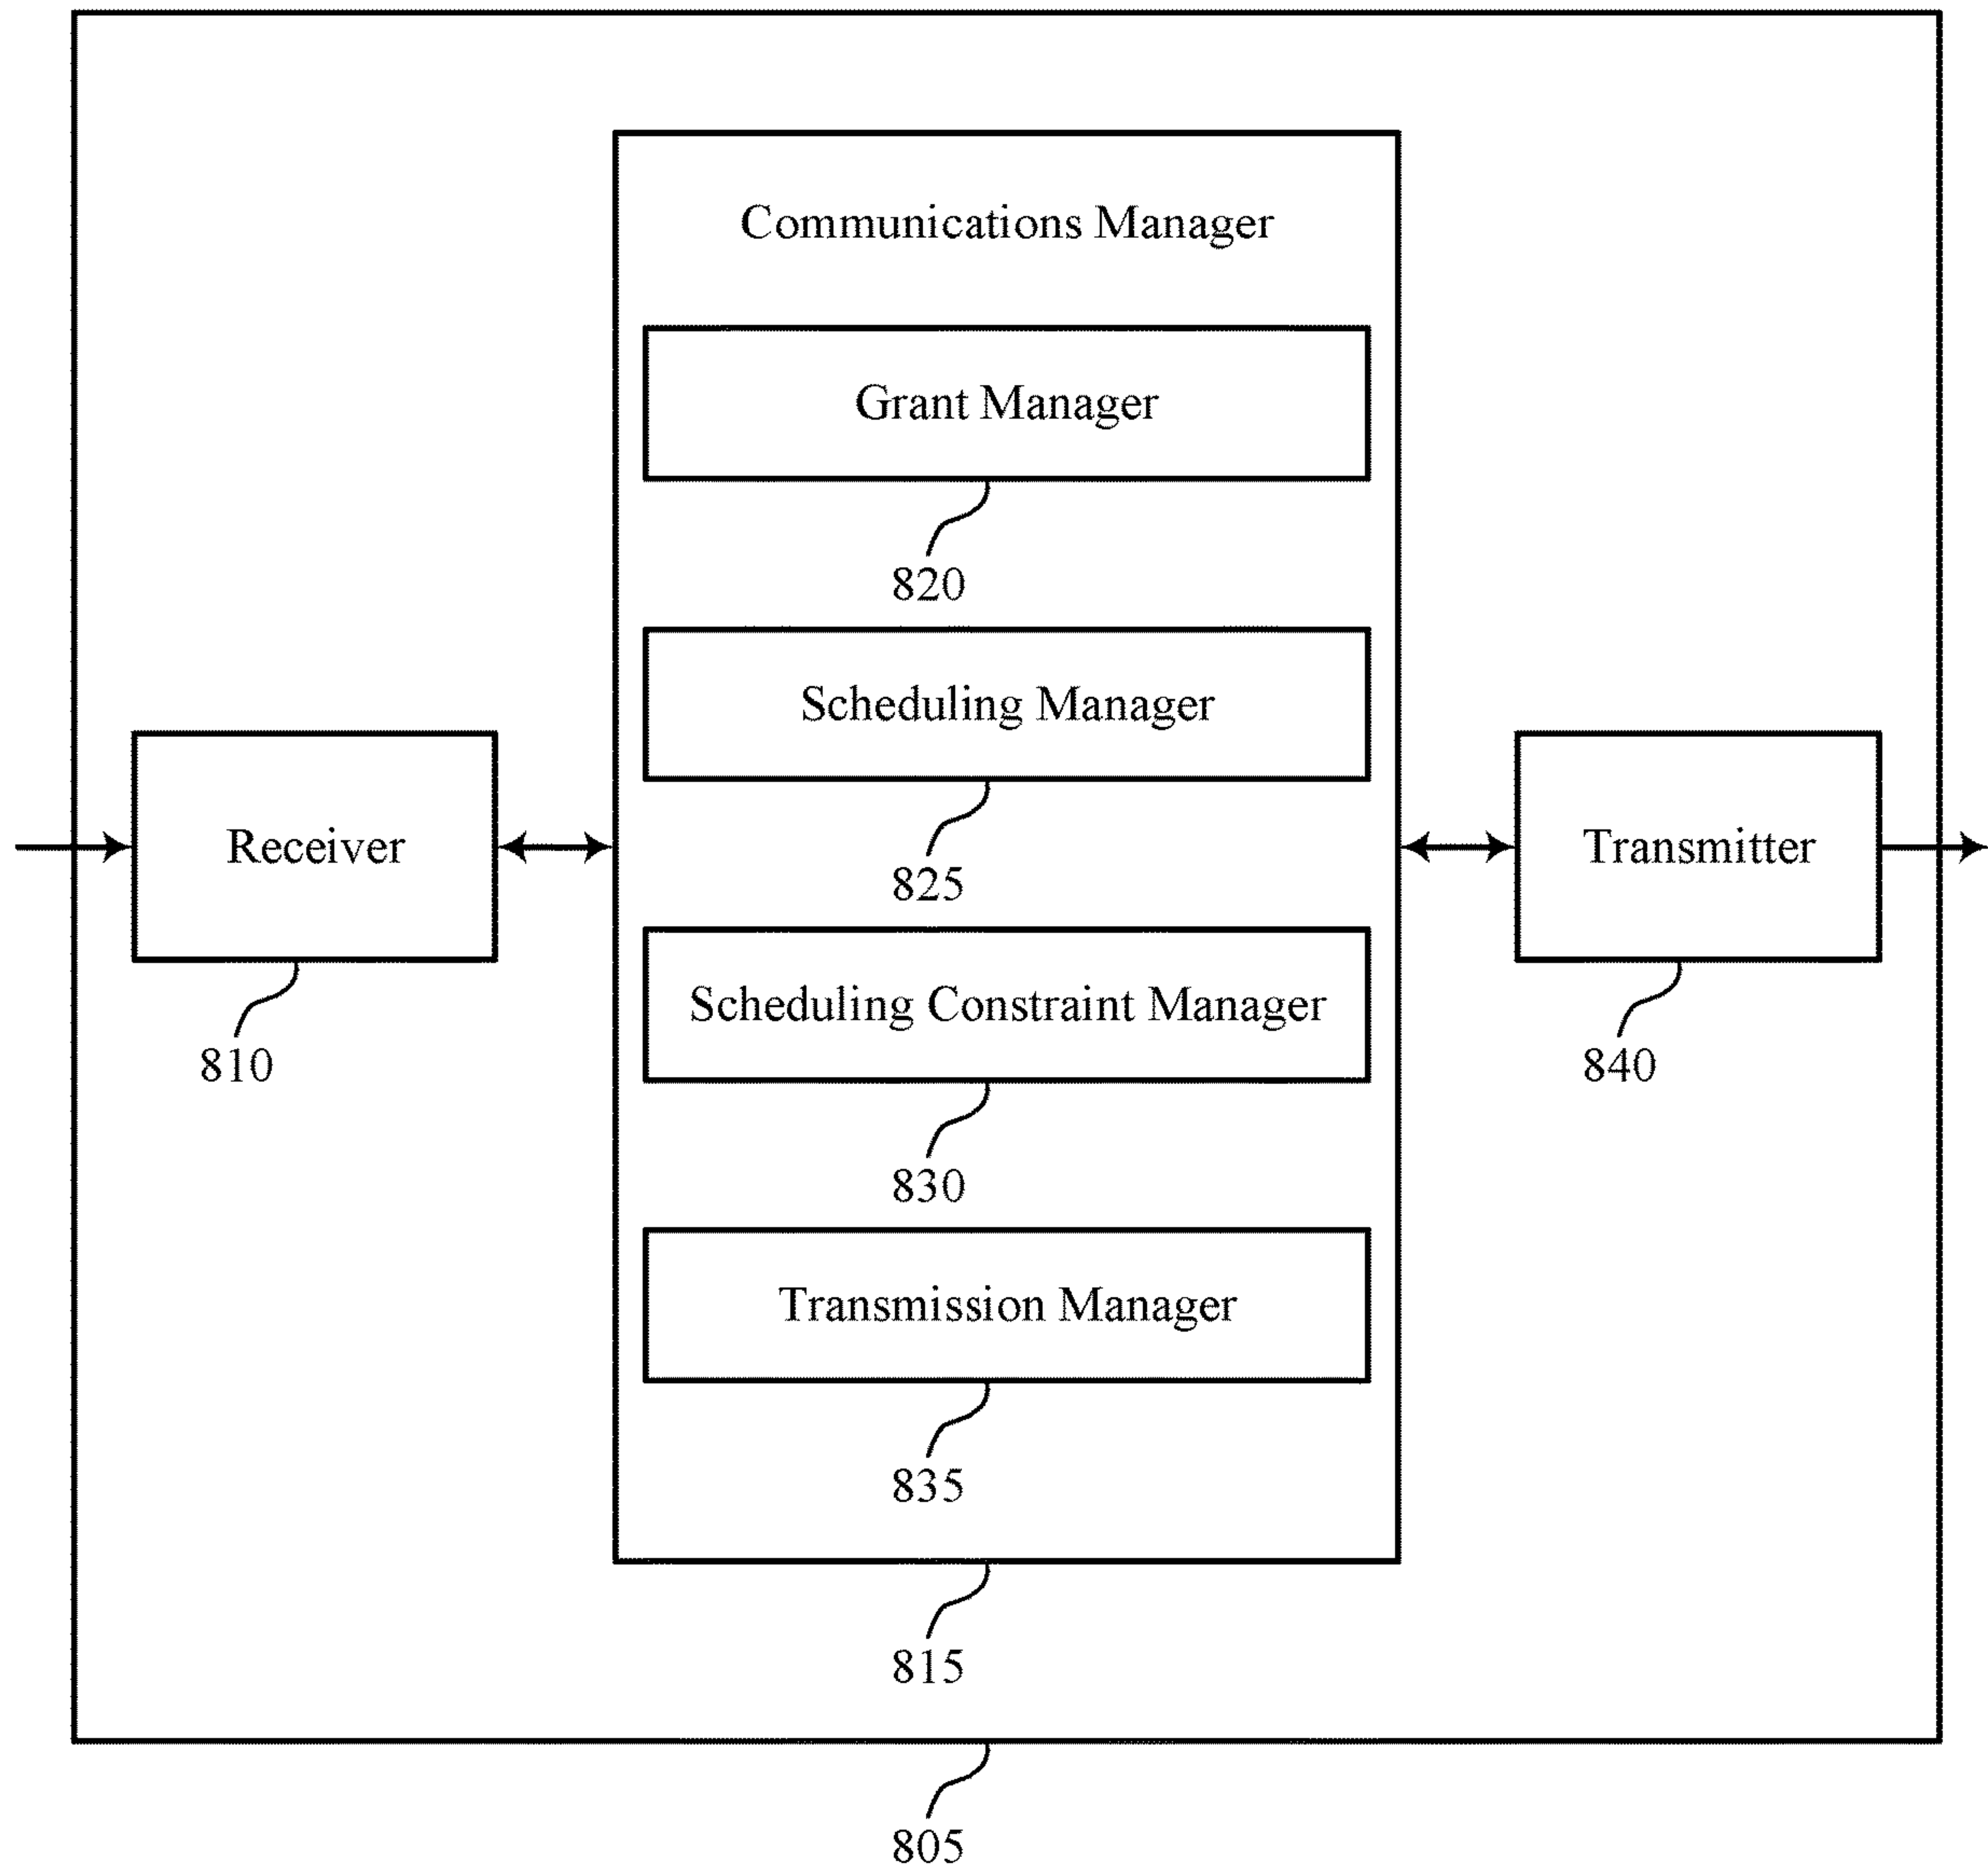 Communications Manager
Grant Manager
820
Scheduling Manager
825
Receiver
810
Scheduling Constraint Manager
830
Transmission Manager
835
815
Transmitter
840
805